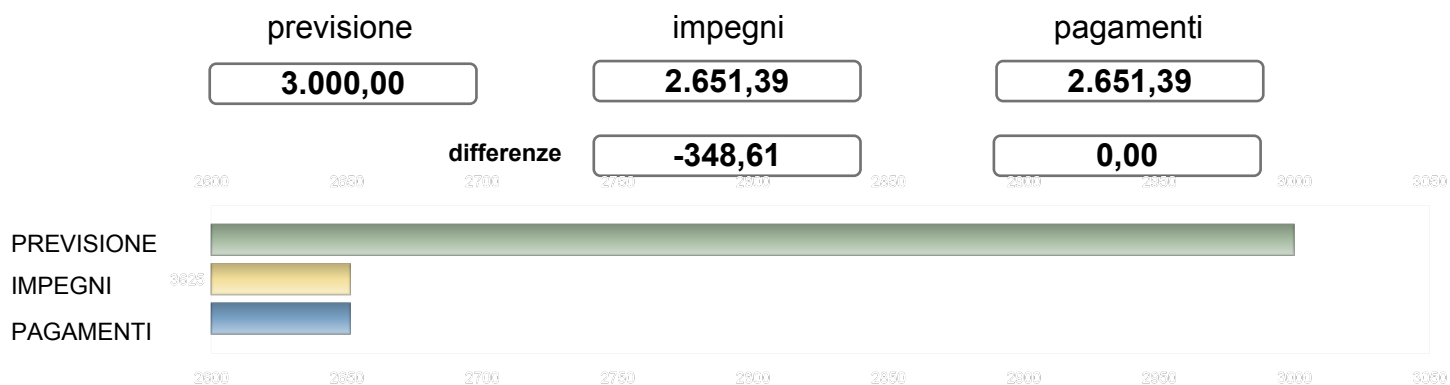 previsione impegni pagamenti
3.000,00 2.651,39 2.651,39
differenze -348,61 0,00
2600 2650 2700 2750 2800 2850 2900 2950 3000 3050
PREVISIONE
3625
IMPEGNI
PAGAMENTI
2600 2650 2700 2750 2800 2850 2900 2950 3000 3050